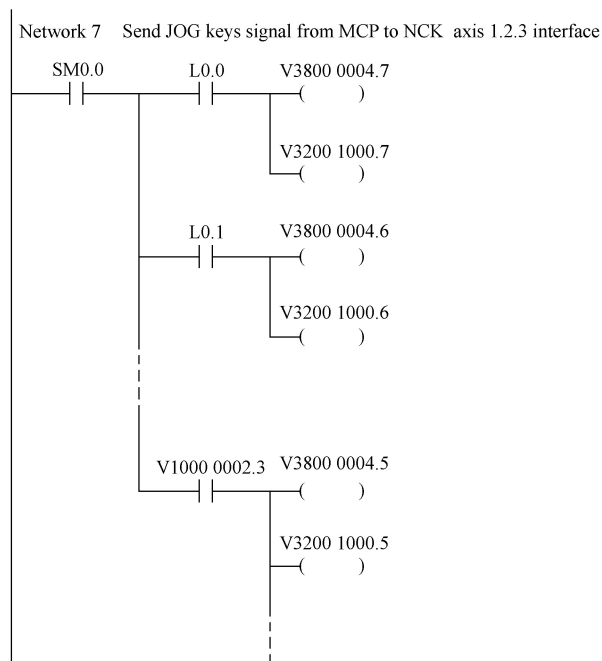 Network 7 Send JOG keys signal from MCP to NCK axis 1.2.3 interface
SM0.0 L0.0 V3800 0004.7
( )
V3200 1000.7
( )
L0.1 V3800 0004.6
( )
V3200 1000.6
( )
V1000 0002.3 V3800 0004.5
( )
V3200 1000.5
( )